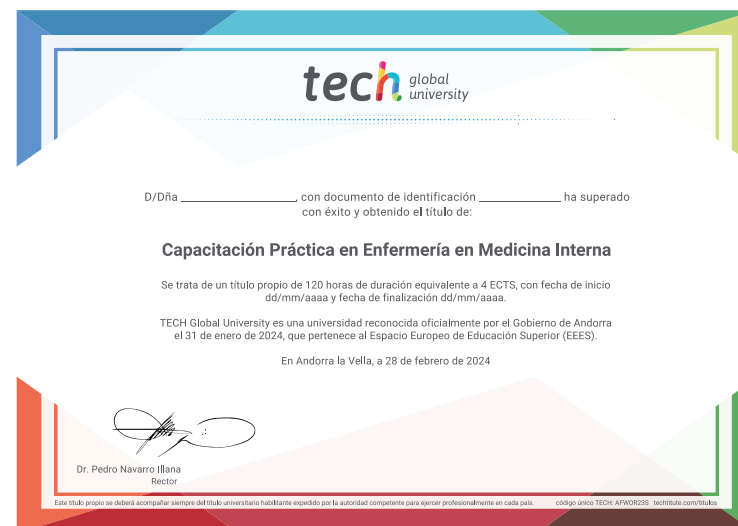 tech global university
D/Dña ______________, con documento de identificación __________ ha superado
con éxito y obtenido el título de:
Capacitación Práctica en Enfermería en Medicina Interna
Se trata de un título propio de 120 horas de duración equivalente a 4 ECTS, con fecha de inicio
dd/mm/aaaa y fecha de finalización dd/mm/aaaa.
TECH Global University es una universidad reconocida oficialmente por el Gobierno de Andorra
el 31 de enero de 2024, que pertenece al Espacio Europeo de Educación Superior (EEES).
En Andorra la Vella, a 28 de febrero de 2024
Dr. Pedro Navarro Illana
Rector
Este título propio se deberá acompañar siempre del título universitario habilitante expedido por la autoridad competente para ejercer profesionalmente en cada país. código único TECH: AFWOR23S techtitute.com/titulos